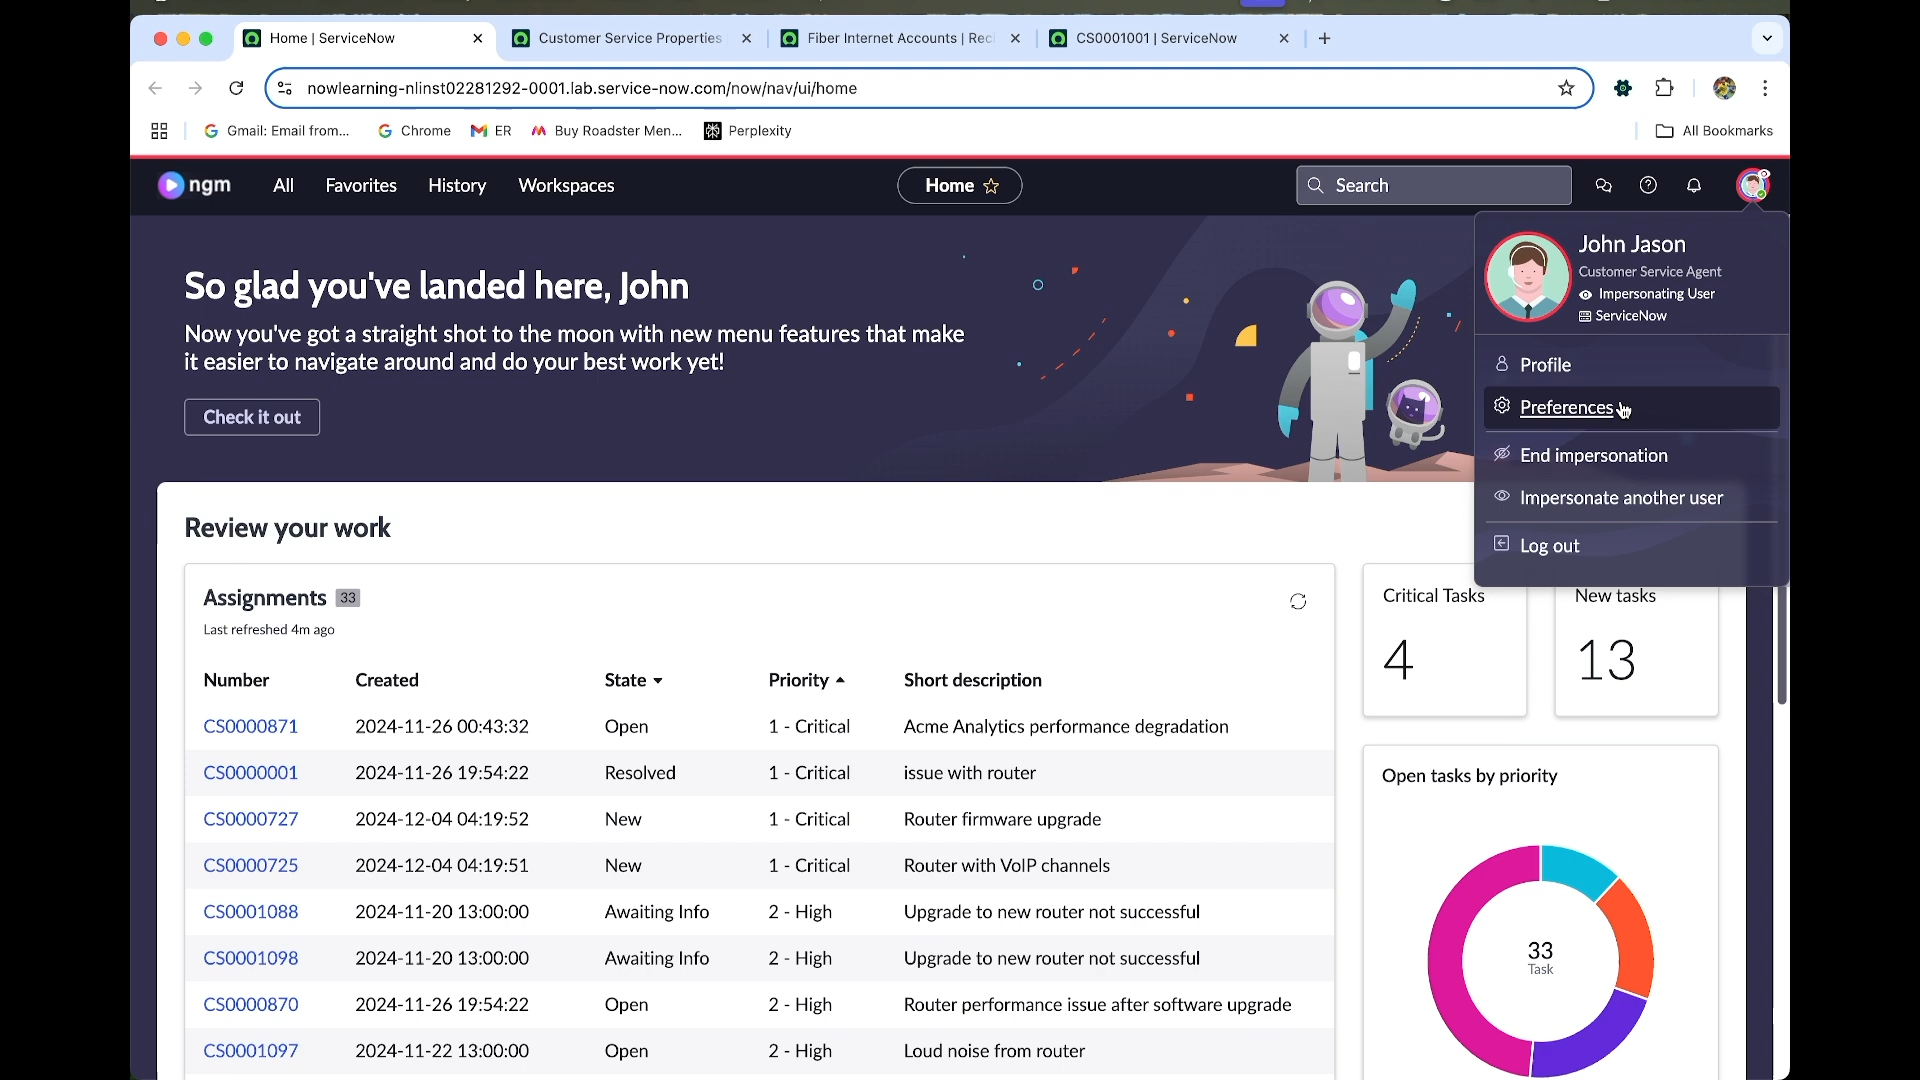 Home | ServiceNow
Customer Service Properties
Fiber Internet Accounts | Rec
CS0001001 | ServiceNow
nowlearning-nlinst02281292-0001.lab.service-now.com/now/nav/ui/home
Gmail: Email from...
Chrome
ER
Buy Roadster Men...
Perplexity
All Bookmarks
ngm
All
Favorites
History
Workspaces
Home
Search
So glad you've landed here, John
Now you've got a straight shot to the moon with new menu features that make
it easier to navigate around and do your best work yet!
Check it out
John Jason
Customer Service Agent
Impersonating User
ServiceNow
Profile
Preferences
End impersonation
Impersonate another user
Log out
Review your work
Assignments 33
Last refreshed 4m ago
Number Created State Priority Short description
CS0000871 2024-11-26 00:43:32 Open 1 - Critical Acme Analytics performance degradation
CS0000001 2024-11-26 19:54:22 Resolved 1 - Critical issue with router
CS0000727 2024-12-04 04:19:52 New 1 - Critical Router firmware upgrade
CS0000725 2024-12-04 04:19:51 New 1 - Critical Router with VoIP channels
CS0001088 2024-11-20 13:00:00 Awaiting Info 2 - High Upgrade to new router not successful
CS0001098 2024-11-20 13:00:00 Awaiting Info 2 - High Upgrade to new router not successful
CS0000870 2024-11-26 19:54:22 Open 2 - High Router performance issue after software upgrade
CS0001097 2024-11-22 13:00:00 Open 2 - High Loud noise from router
Critical Tasks
4
New tasks
13
Open tasks by priority
33
Task